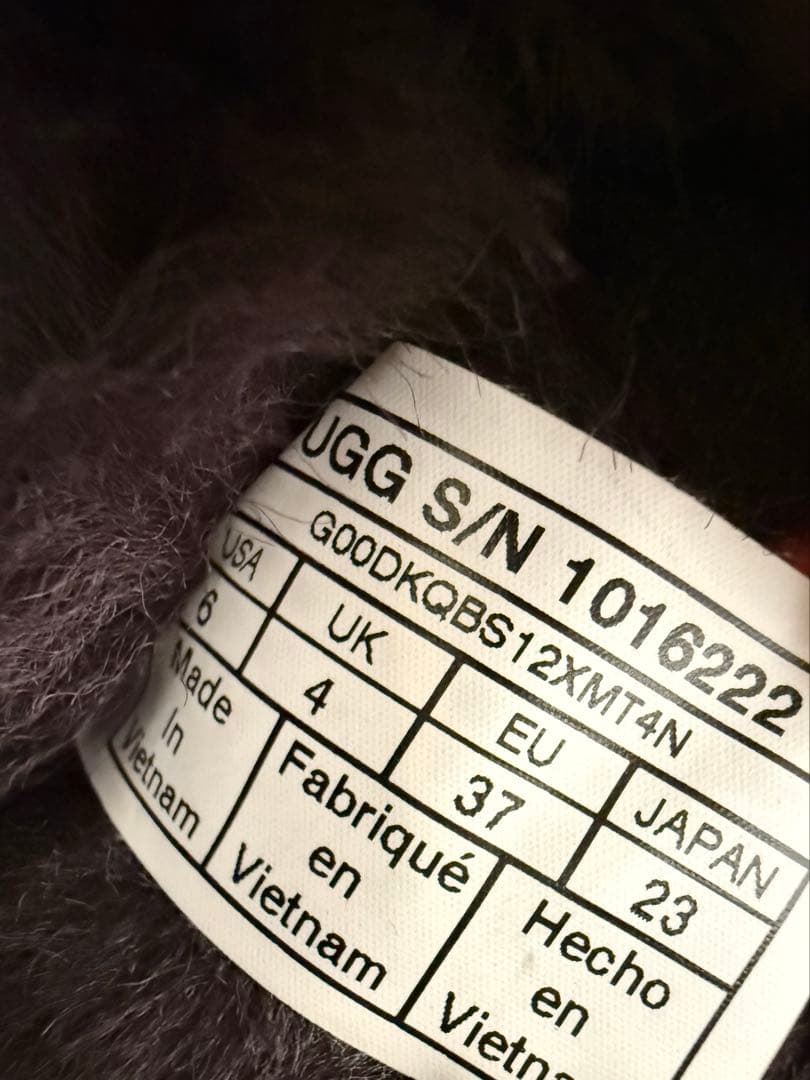 UGG S/N 1016222
G00DKQBS12XMT4N
USA UK EU JAPAN
6 4 37 23
Made
In
Vietnam
Fabriqué
en
Vietnam
Hecho
en